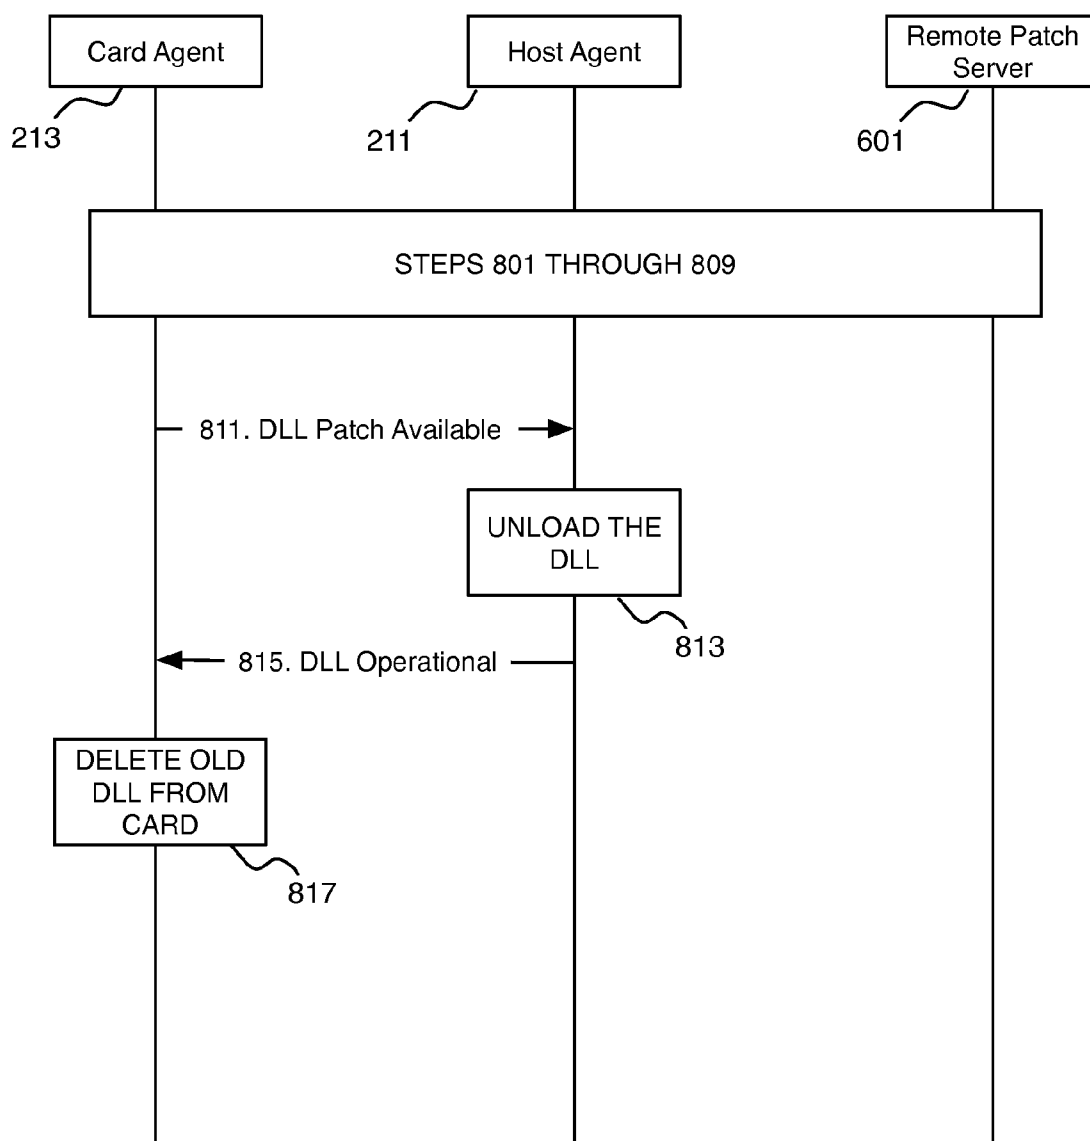 Card Agent
Host Agent
Remote Patch
Server
213
211
601
STEPS 801 THROUGH 809
811. DLL Patch Available
UNLOAD THE
DLL
813
815. DLL Operational
DELETE OLD
DLL FROM
CARD
817